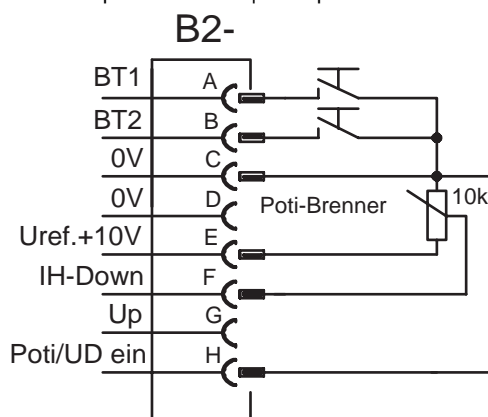 B2-
BT1 A
BT2 B
0V C
0V D Poti-Brenner 10k
Uref.+10V E
IH-Down F
Up G
Poti/UD ein H